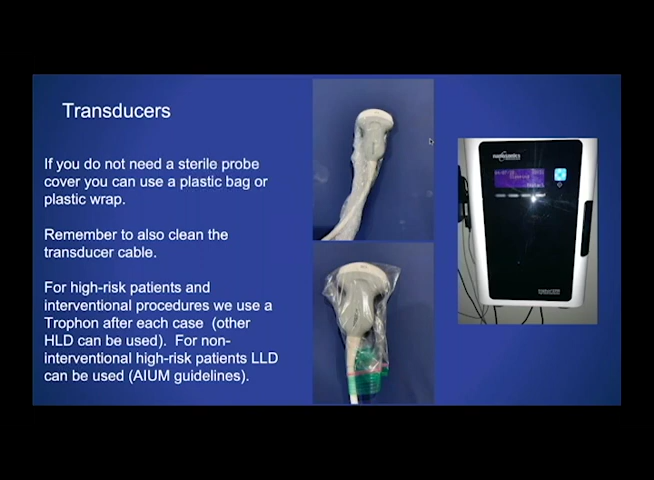 Transducers
If you do not need a sterile probe
cover you can use a plastic bag or
plastic wrap.
Remember to also clean the
transducer cable.
For high-risk patients and
interventional procedures we use a
Trophon after each case (other
HLD can be used). For non-
interventional high-risk patients LLD
can be used (AIUM guidelines).
nanosonics